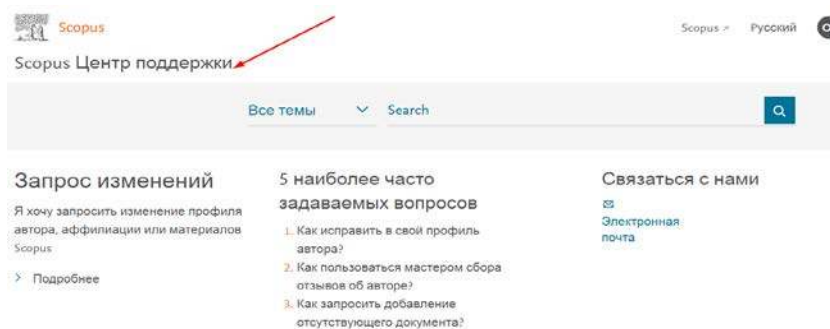 Scopus
Scopus Русский
Scopus Центр поддержки
Все темы Search
Запрос изменений
Я хочу запросить изменение профиля
автора, аффилиации или материалов
Scopus
Подробнее
5 наиболее часто
задаваемых вопросов
1. Как исправить в свой профиль
автора?
2. Как пользоваться мастером сбора
отзывов об авторе?
3. Как запросить добавление
отсутствующего документа?
Связаться с нами
Электронная
почта